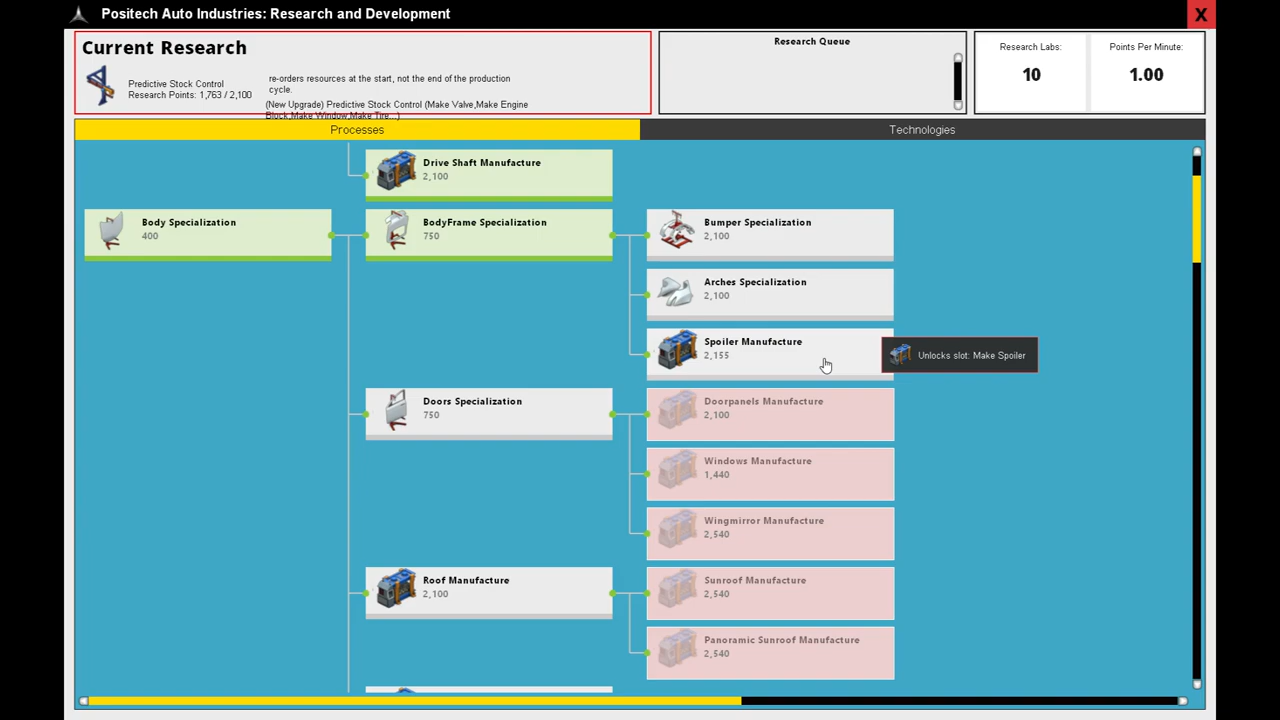 Positech Auto Industries: Research and Development
X
Current Research
Predictive Stock Control
Research Points: 1,763 / 2,100
re-orders resources at the start, not the end of the production
cycle.
(New Upgrade) Predictive Stock Control (Make Valve,Make Engine
Block,Make Window,Make Tire...)
Research Queue
Research Labs:
10
Points Per Minute:
1.00
Processes
Technologies
Drive Shaft Manufacture
2,100
Body Specialization
400
BodyFrame Specialization
750
Bumper Specialization
2,100
Arches Specialization
2,100
Spoiler Manufacture
2,155
Unlocks slot: Make Spoiler
Doors Specialization
750
Doorpanels Manufacture
2,100
Windows Manufacture
1,440
Wingmirror Manufacture
2,540
Roof Manufacture
2,100
Sunroof Manufacture
2,540
Panoramic Sunroof Manufacture
2,540